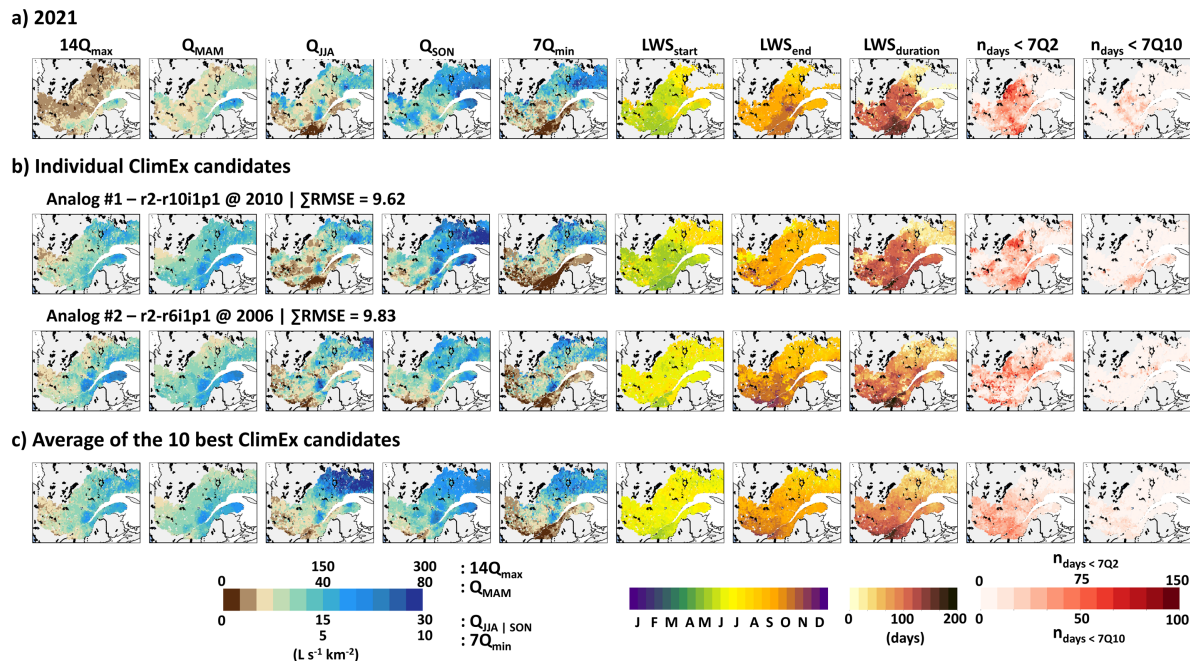 a) 2021
14Qmax QMAM QJJA QSON 7Qmin LWSstart LWSend LWSduration ndays < 7Q2 ndays < 7Q10
b) Individual ClimEx candidates
Analog #1 – r2-r10i1p1 @ 2010 | ∑RMSE = 9.62
Analog #2 – r2-r6i1p1 @ 2006 | ∑RMSE = 9.83
c) Average of the 10 best ClimEx candidates
150 300 : 14Qmax
0 40 80 : QMAM
0 15 30 : QJJA | SON
5 10 : 7Qmin
(L s-1 km-2)
J F M A M J J A S O N D
0 100 200
(days)
ndays < 7Q2
0 75 150
0 50 100
ndays < 7Q10